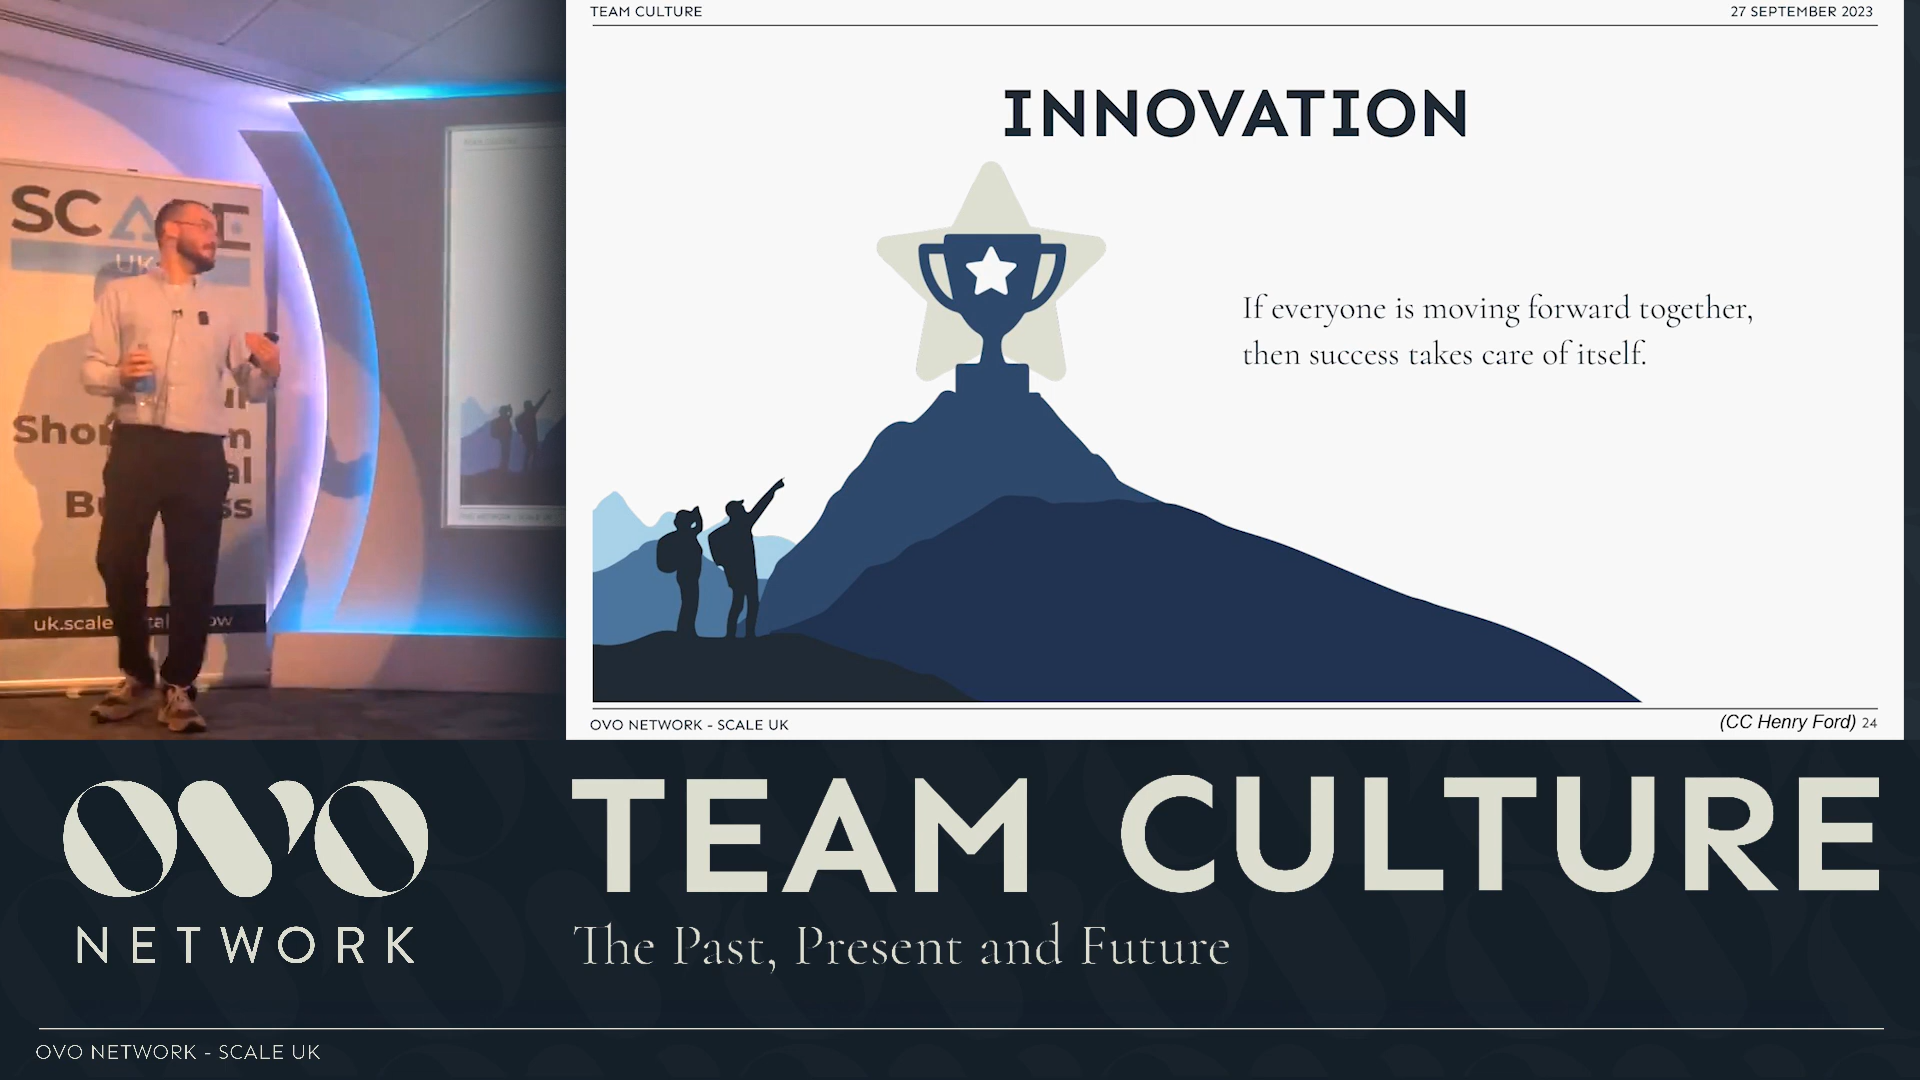 TEAM CULTURE
27 SEPTEMBER 2023
INNOVATION
If everyone is moving forward together,
then success takes care of itself.
OVO NETWORK - SCALE UK
(CC Henry Ford) 24
SCALE
UK
uk.scale
OVO
NETWORK
TEAM CULTURE
The Past, Present and Future
OVO NETWORK - SCALE UK